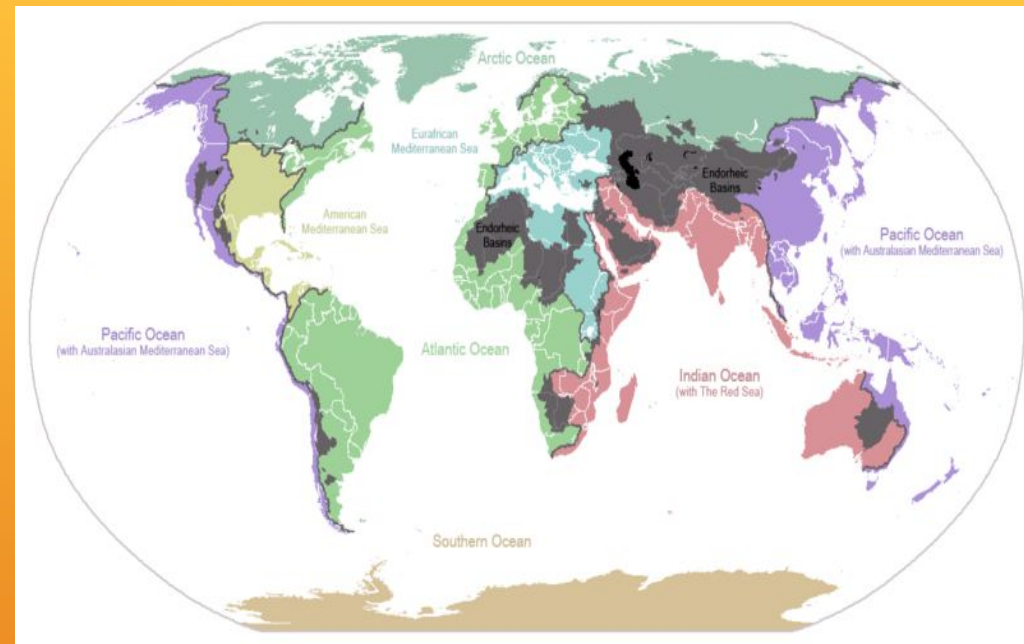 Arctic Ocean
Eurafrican
Mediterranean Sea
American
Mediterranean Sea
Endorheic
Basins
Endorheic
Basins
Pacific Ocean
(with Australasian Mediterranean Sea)
Pacific Ocean
(with Australasian Mediterranean Sea)
Atlantic Ocean
Indian Ocean
(with The Red Sea)
Southern Ocean